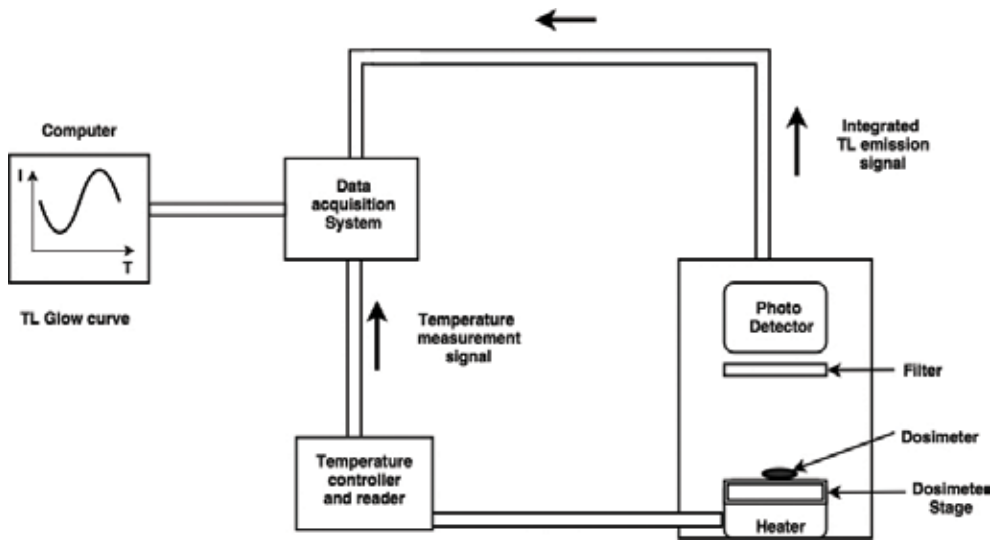 Computer
I
T
TL Glow curve
Data
acquisition
System
Temperature
measurement
signal
Temperature
controller
and reader
Integrated
TL emission
signal
Photo
Detector
Filter
Dosimeter
Dosimeter
Stage
Heater